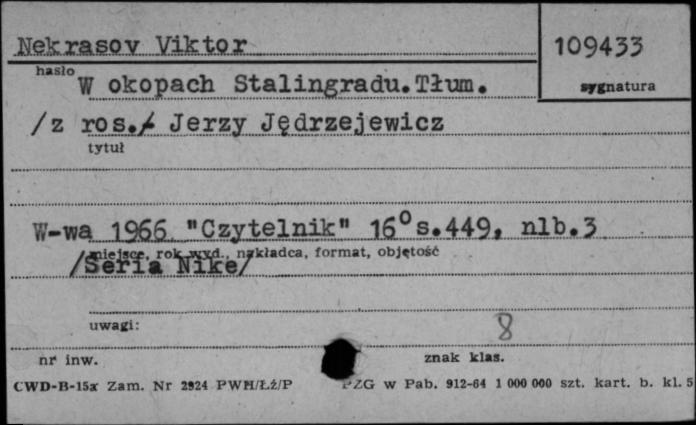 Nekrasov Viktor
109433
hasło
sygnatura
W okopach Stalingradu.Tłum.
/z ros./ Jerzy Jędrzejewicz
tytuł
W-wa 1966 "Czytelnik" 16° s.449, nlb.3
miejsce, rok wyd., nakładca, format, objętość
/Seria Nike/
uwagi:
8
nr inw.
znak klas.
CWD-B-15a Zam. Nr 2924 PWH/Łź/P
PZG w Pab. 912-64 1 000 000 szt. kart. b. kl. 5